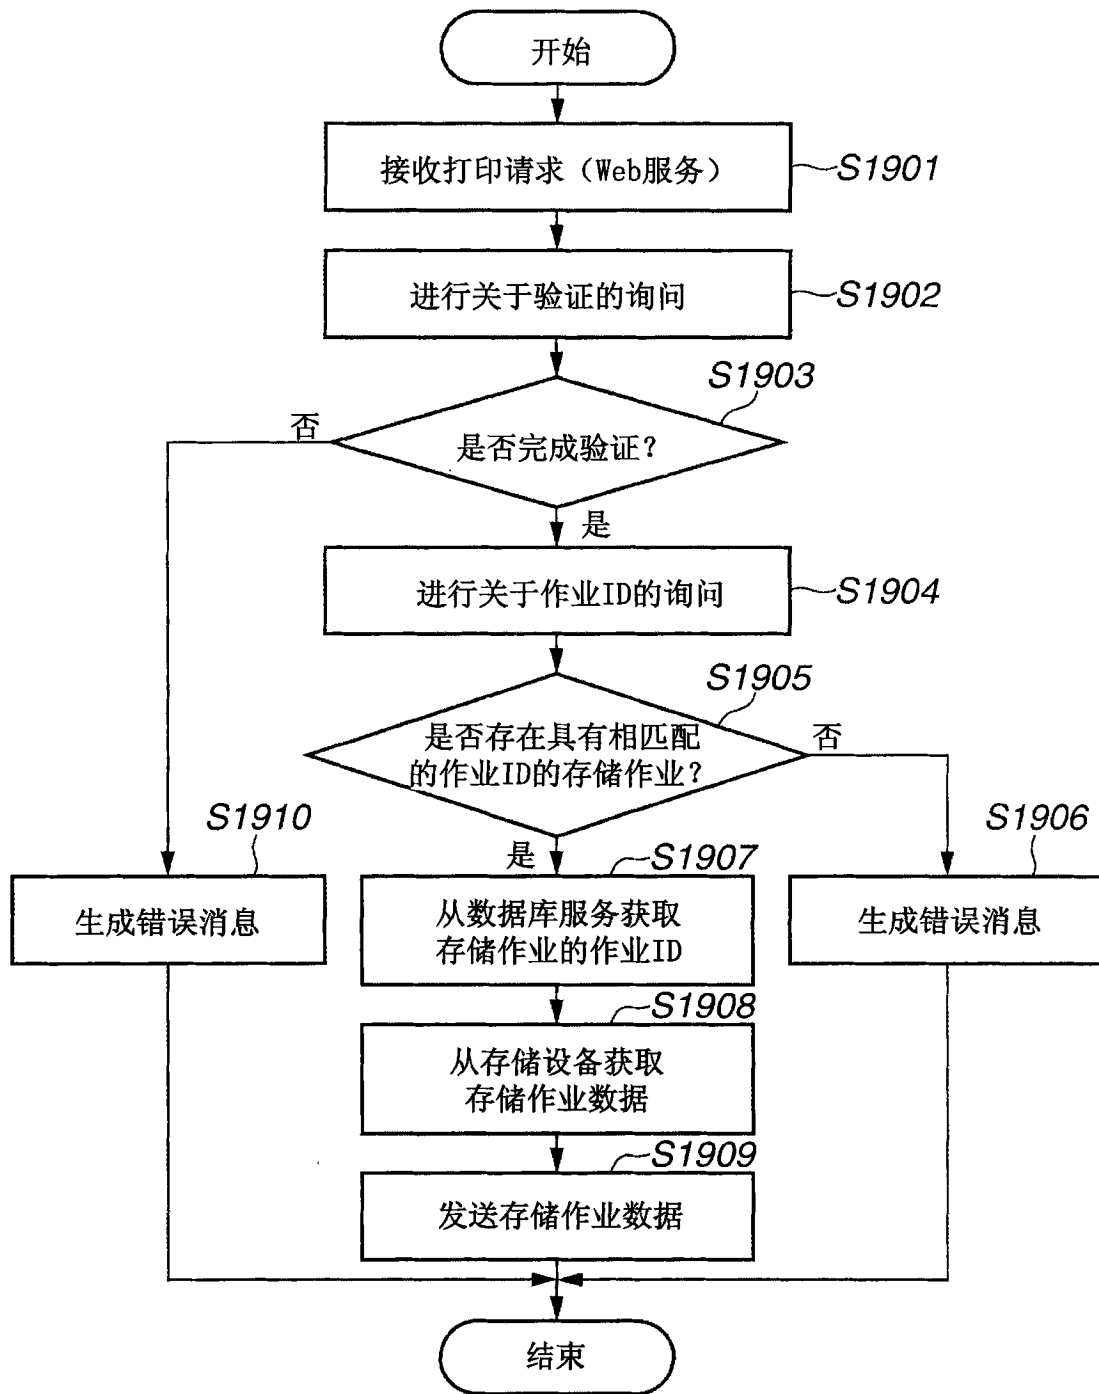 开始
接收打印请求（Web服务）
S1901
进行关于验证的询问
S1902
S1903
否
是否完成验证？
是
进行关于作业ID的询问
S1904
S1905
是否存在具有相匹配
的作业ID的存储作业？
否
S1910
生成错误消息
是
S1907
从数据库服务获取
存储作业的作业ID
S1906
生成错误消息
S1908
从存储设备获取
存储作业数据
S1909
发送存储作业数据
结束